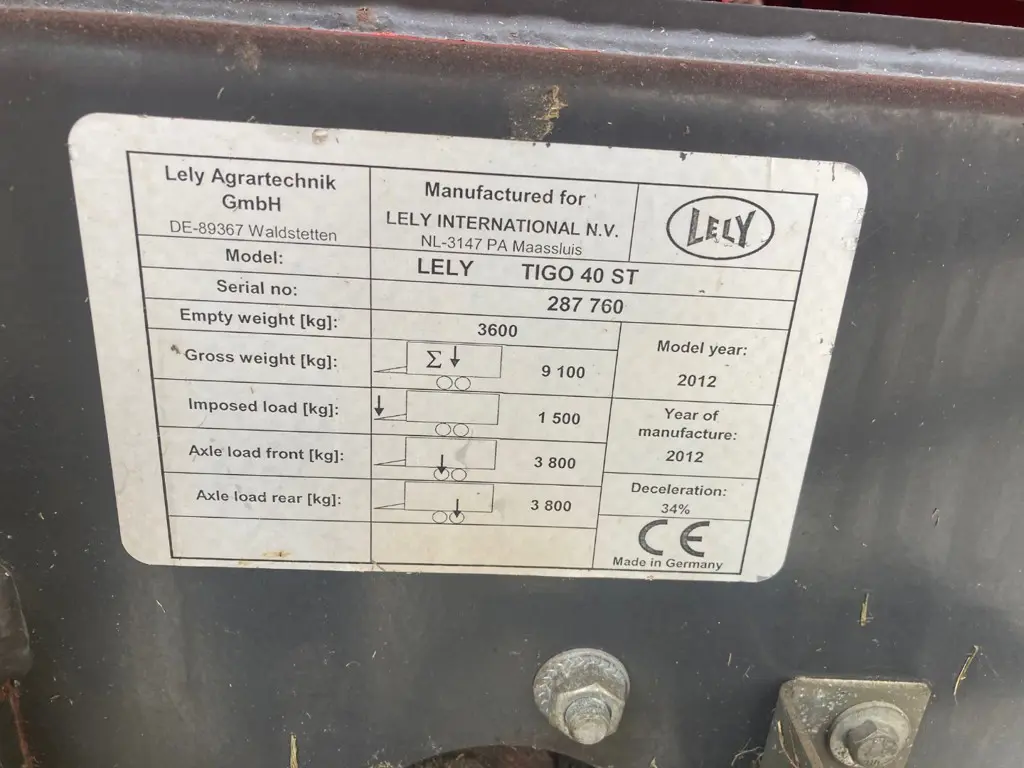 Lely Agrartechnik
GmbH
DE-89367 Waldstetten
Manufactured for
LELY INTERNATIONAL N.V.
NL-3147 PA Maassluis
LELY
Model: LELY TIGO 40 ST
Serial no: 287 760
Empty weight [kg]: 3600
Gross weight [kg]: Σ 9 100
Imposed load [kg]: 1 500
Axle load front [kg]: 3 800
Axle load rear [kg]: 3 800
Model year:
2012
Year of
manufacture:
2012
Deceleration:
34%
CE
Made in Germany